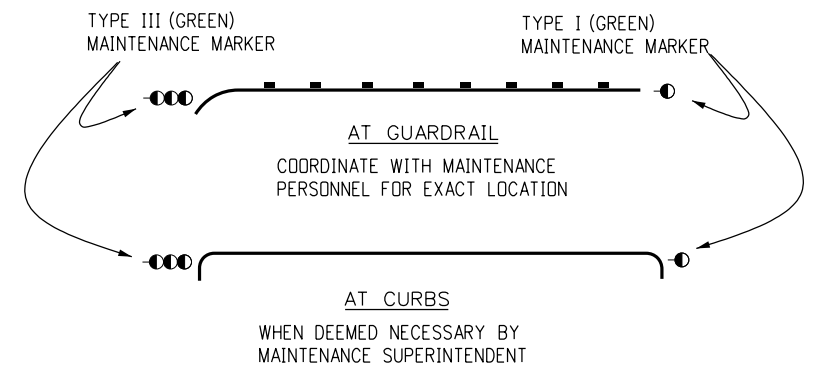 TYPE III (GREEN)
MAINTENANCE MARKER
TYPE I (GREEN)
MAINTENANCE MARKER
AT GUARDRAIL
COORDINATE WITH MAINTENANCE
PERSONNEL FOR EXACT LOCATION
AT CURBS
WHEN DEEMED NECESSARY BY
MAINTENANCE SUPERINTENDENT